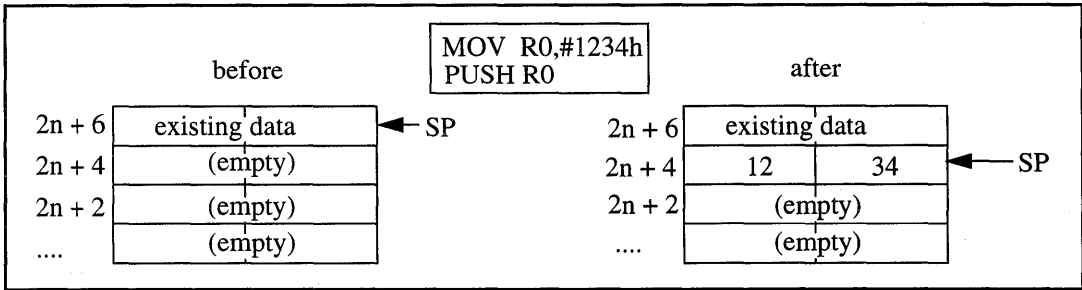 MOV R0,#1234h
PUSH R0
before
after
2n + 6 existing data SP
2n + 4 (empty)
2n + 2 (empty)
.... (empty)
2n + 6 existing data
2n + 4 12 34 SP
2n + 2 (empty)
.... (empty)